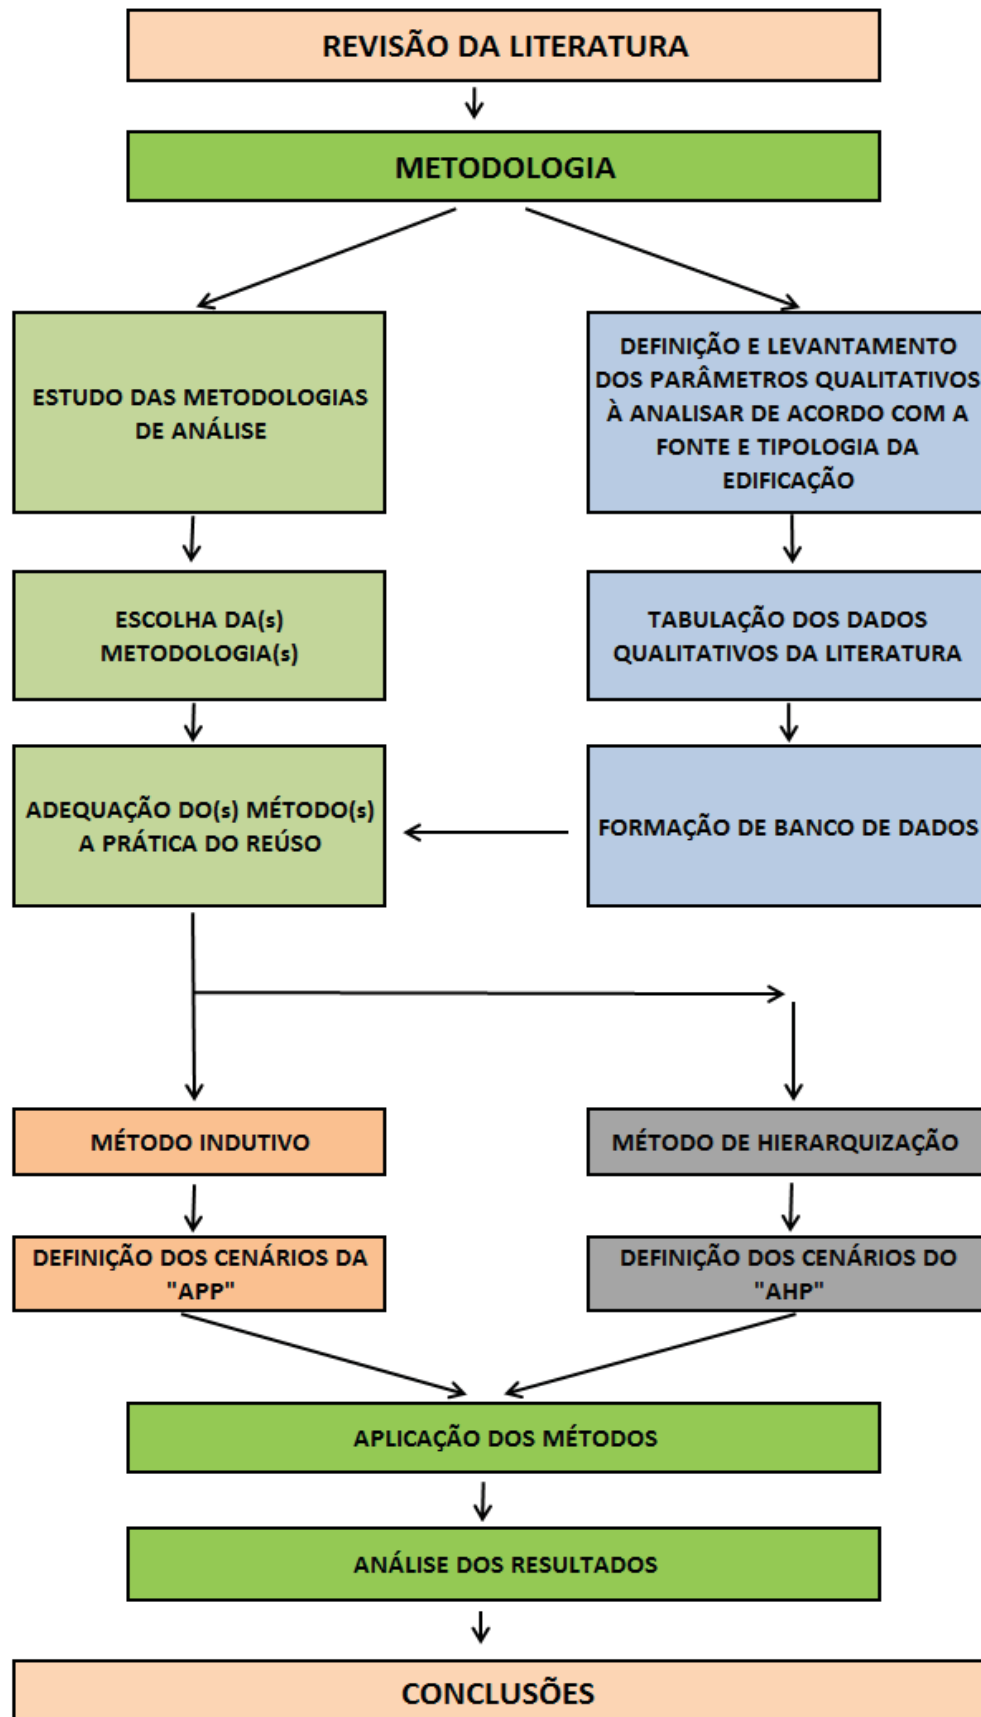 REVISÃO DA LITERATURA
METODOLOGIA
ESTUDO DAS METODOLOGIAS
DE ANÁLISE
DEFINIÇÃO E LEVANTAMENTO
DOS PARÂMETROS QUALITATIVOS
À ANALISAR DE ACORDO COM A
FONTE E TIPOLOGIA DA
EDIFICAÇÃO
ESCOLHA DA(s)
METODOLOGIA(s)
TABULAÇÃO DOS DADOS
QUALITATIVOS DA LITERATURA
ADEQUAÇÃO DO(s) MÉTODO(s)
A PRÁTICA DO REÚSO
FORMAÇÃO DE BANCO DE DADOS
MÉTODO INDUTIVO
MÉTODO DE HIERARQUIZAÇÃO
DEFINIÇÃO DOS CENÁRIOS DA
"APP"
DEFINIÇÃO DOS CENÁRIOS DO
"AHP"
APLICAÇÃO DOS MÉTODOS
ANÁLISE DOS RESULTADOS
CONCLUSÕES